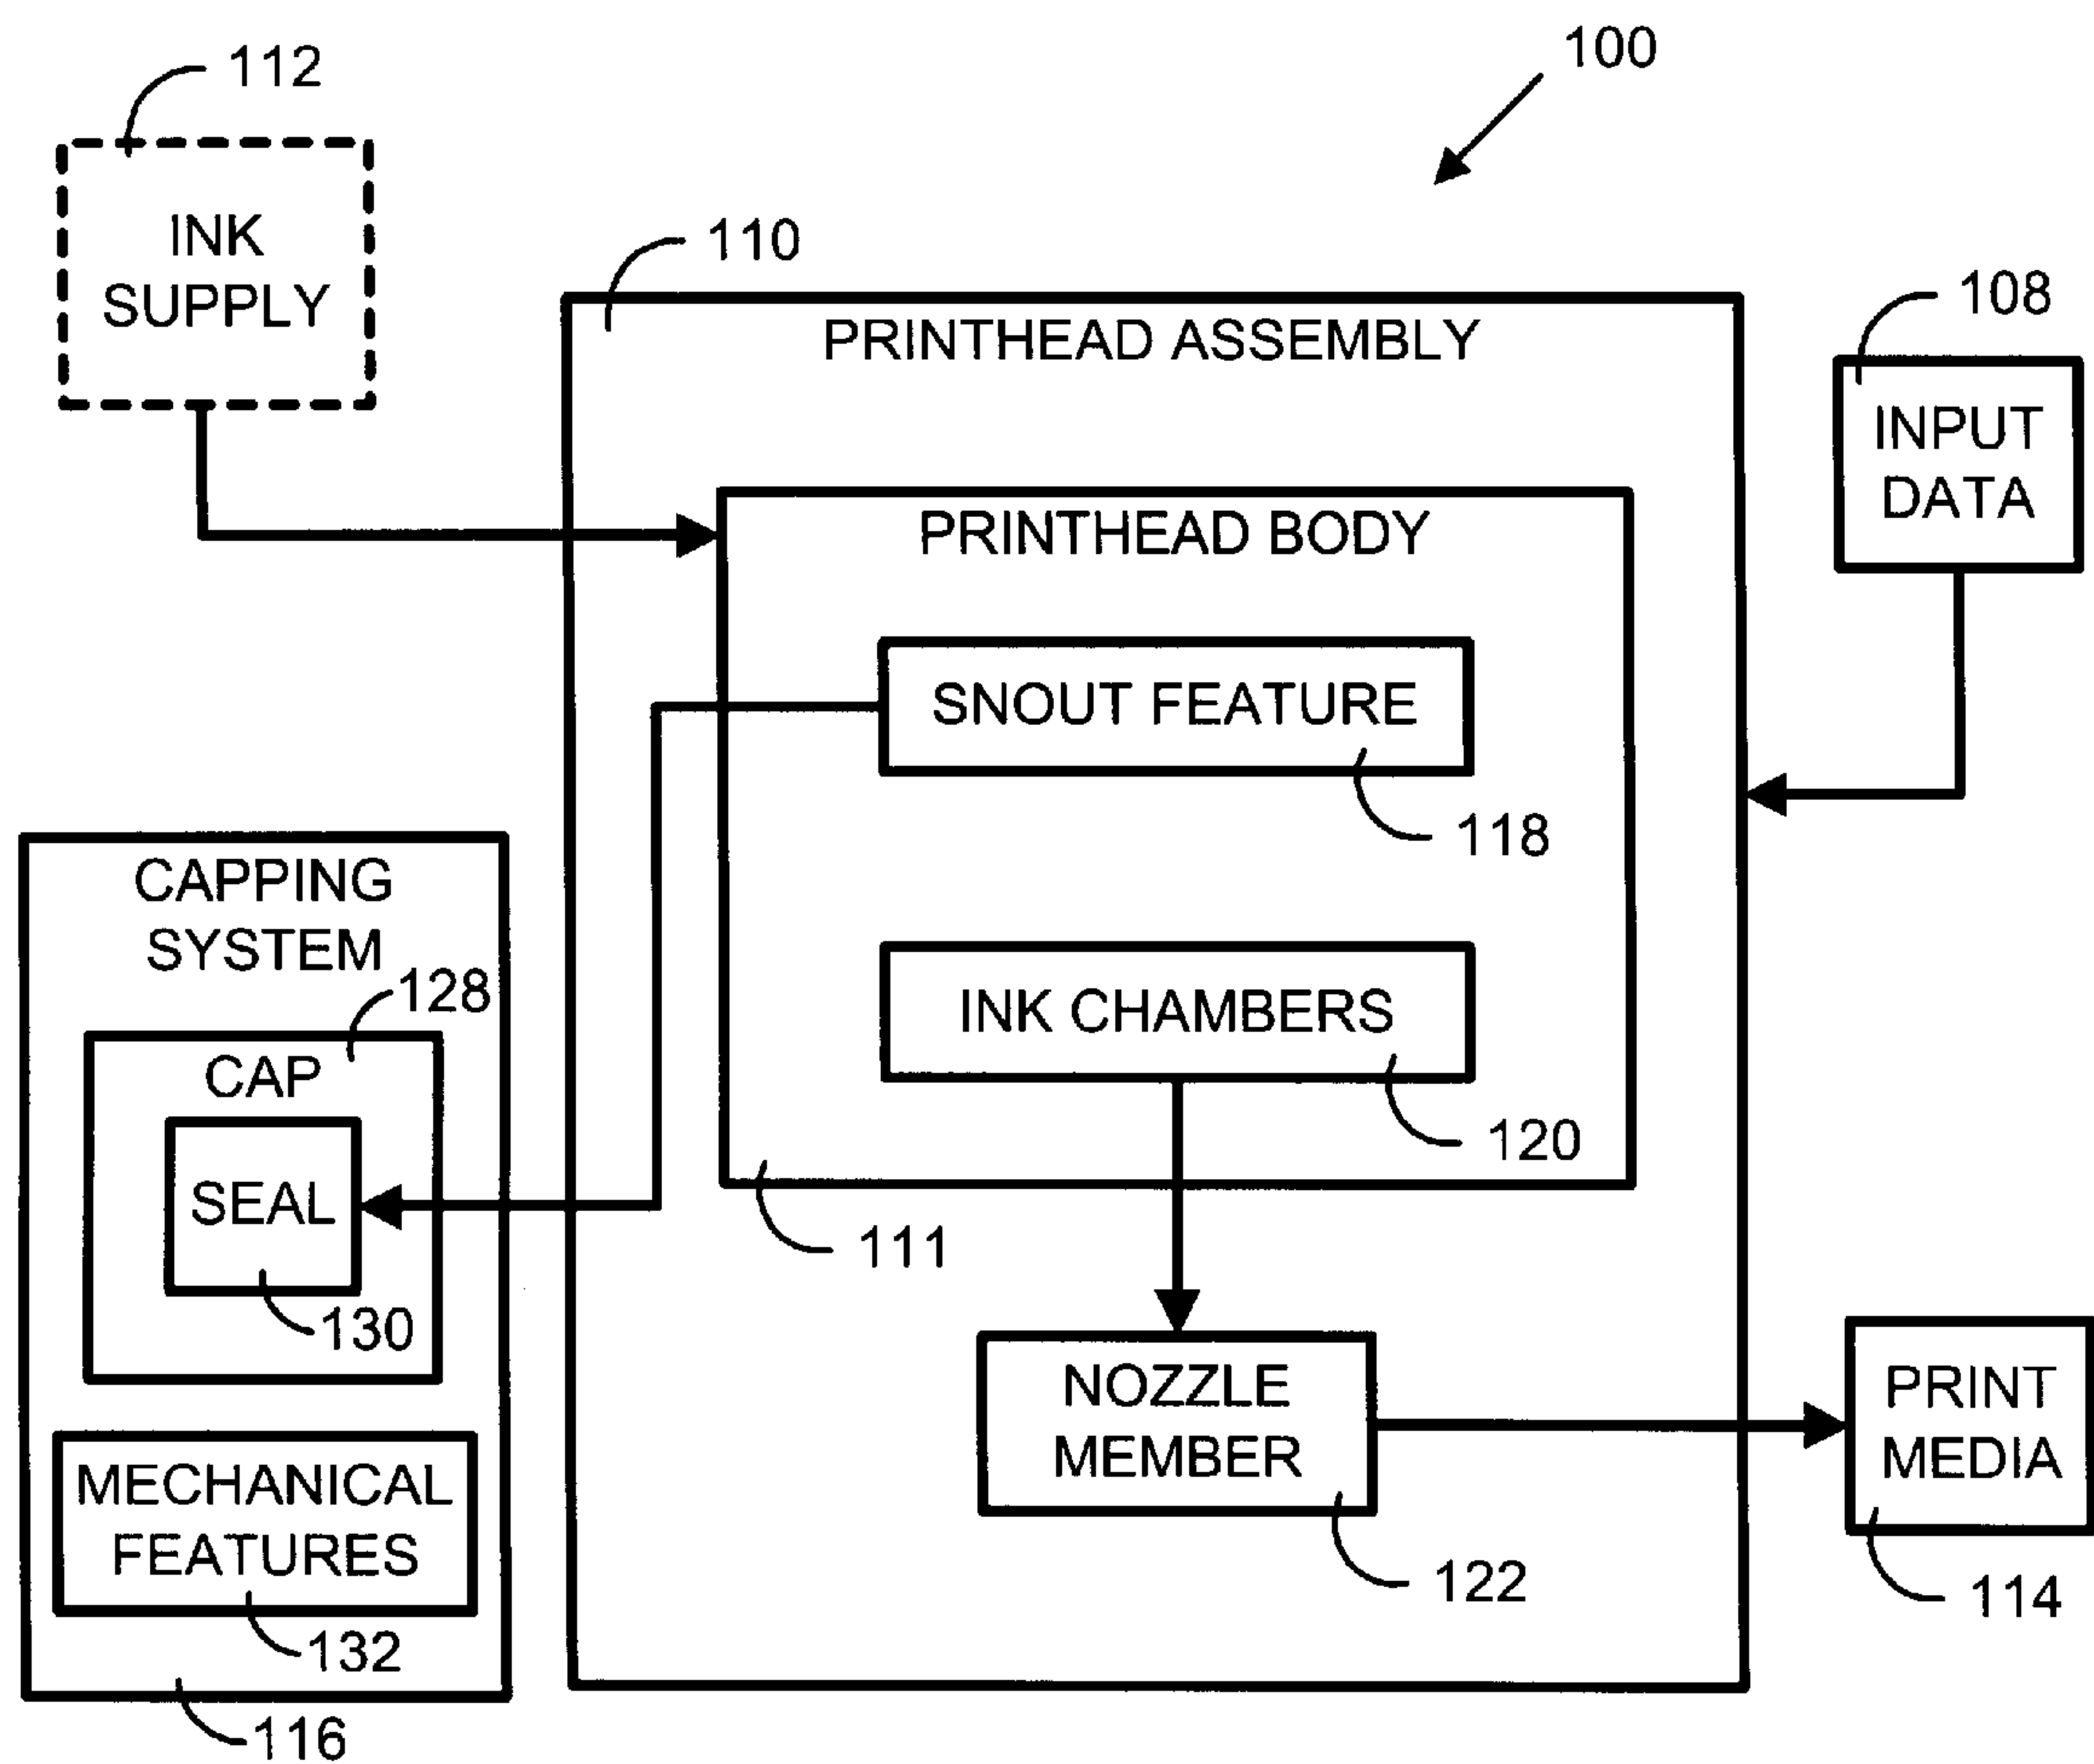 100
112
INK
SUPPLY
110
PRINTHEAD ASSEMBLY
108
INPUT
DATA
PRINTHEAD BODY
SNOUT FEATURE
118
INK CHAMBERS
120
111
CAPPING
SYSTEM
128
CAP
SEAL
130
MECHANICAL
FEATURES
132
116
NOZZLE
MEMBER
122
PRINT
MEDIA
114